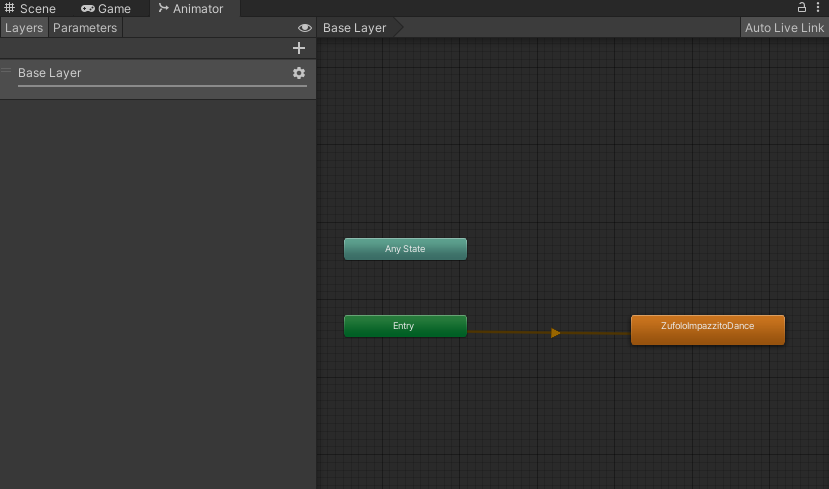 Scene Game Animator
Layers Parameters Base Layer Auto Live Link
Base Layer
Any State
Entry
ZufoloImpazzitoDance